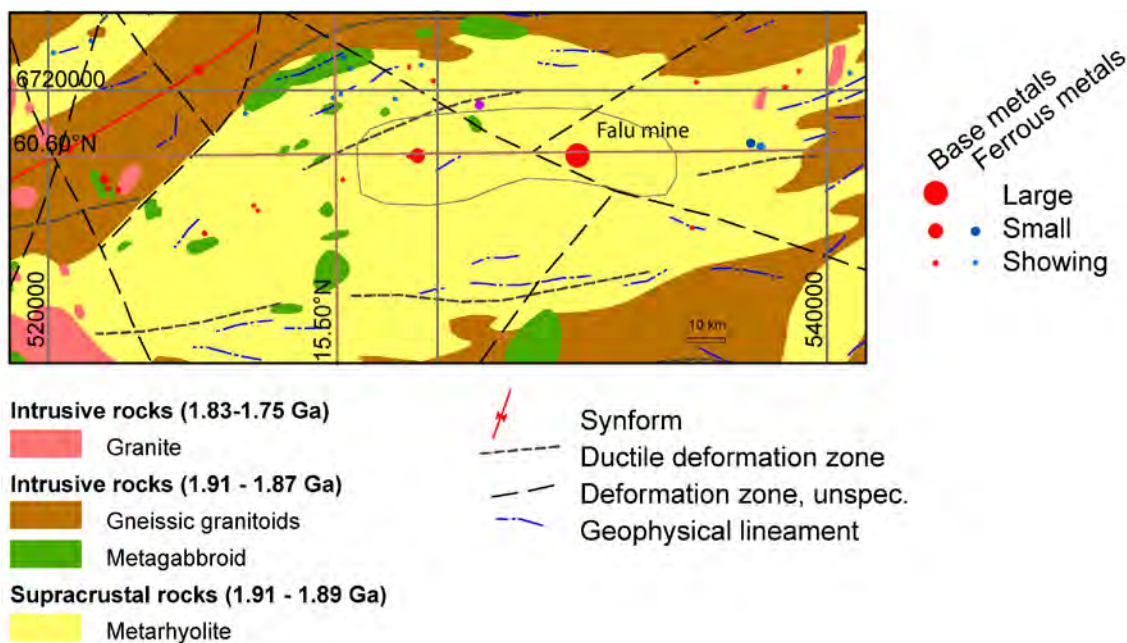 6720000
60.60°N
Falu mine
520000
15.50°N
540000
10 km
Base metals
Ferrous metals
Large
Small
Showing
Intrusive rocks (1.83-1.75 Ga)
Granite
Intrusive rocks (1.91 - 1.87 Ga)
Gneissic granitoids
Metagabbroid
Supracrustal rocks (1.91 - 1.89 Ga)
Metarhyolite
Synform
Ductile deformation zone
Deformation zone, unspec.
Geophysical lineament